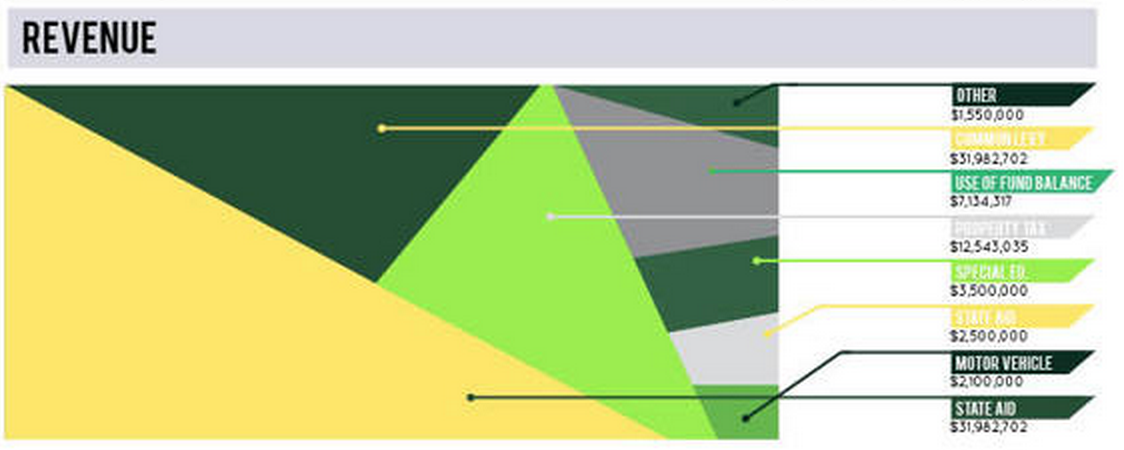 REVENUE
OTHER
$1,550,000
COMMON LEVY
$31,982,702
USE OF FUND BALANCE
$7,134,317
PROPERTY TAX
$12,543,035
SPECIAL ED.
$3,500,000
STATE AID
$2,500,000
MOTOR VEHICLE
$2,100,000
STATE AID
$31,982,702